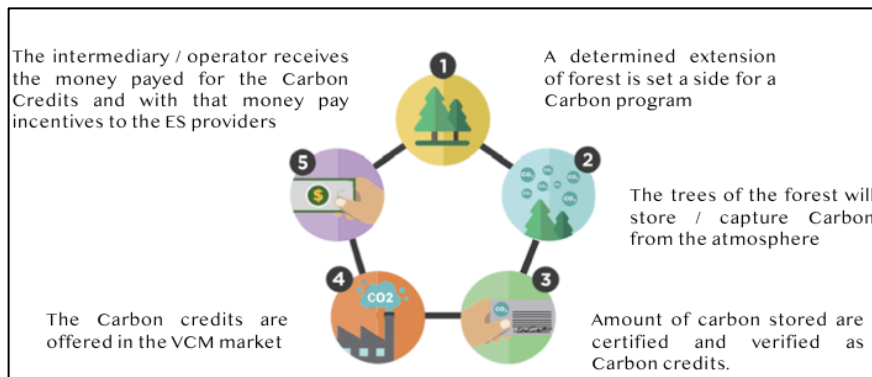 The intermediary / operator receives
the money payed for the Carbon
Credits and with that money pay
incentives to the ES providers
1
A determined extension
of forest is set a side for a
Carbon program
2
CO₂
The trees of the forest will
store / capture Carbon
from the atmosphere
3
CO₂
Amount of carbon stored are
certified and verified as
Carbon credits.
4
CO2
The Carbon credits are
offered in the VCM market
5
$